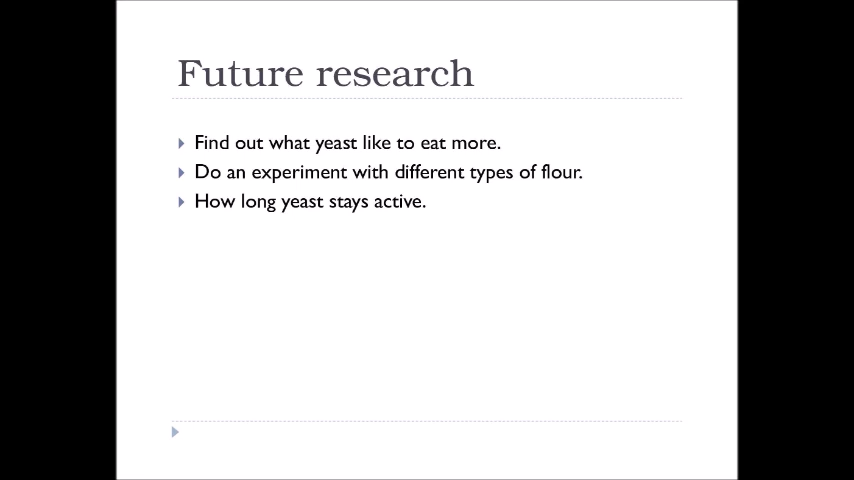 Future research
Find out what yeast like to eat more.
Do an experiment with different types of flour.
How long yeast stays active.